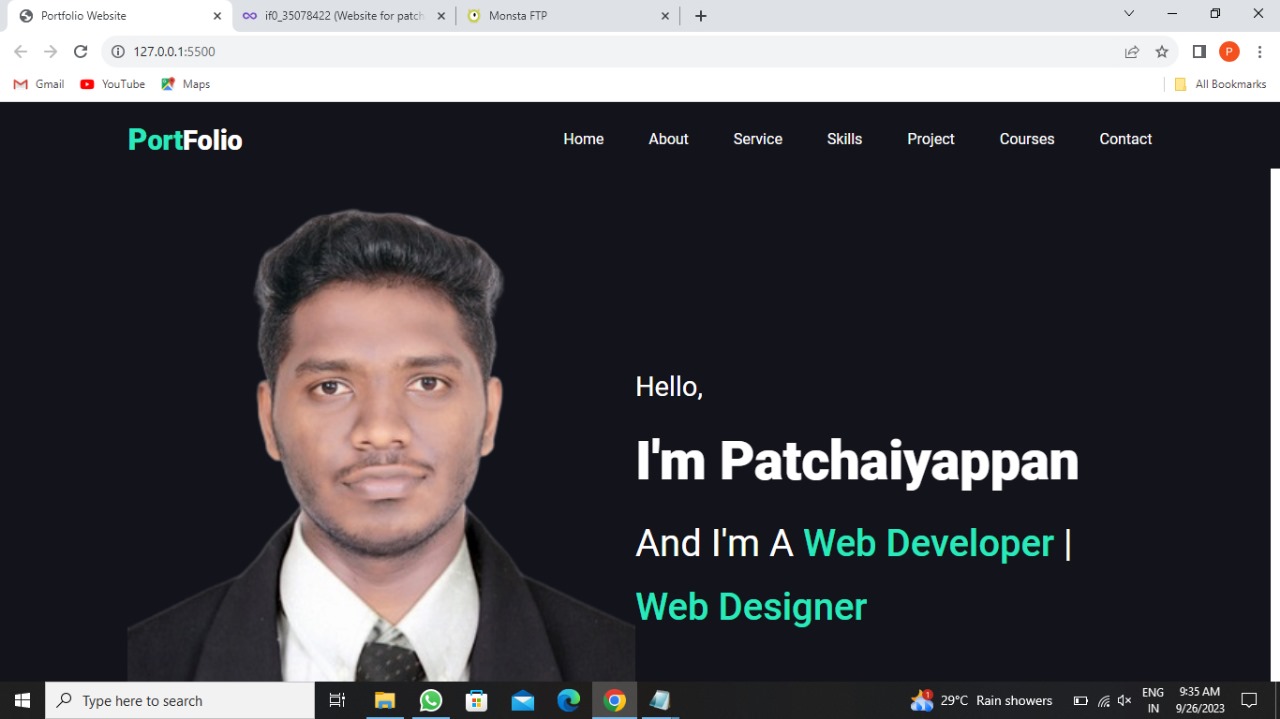 Portfolio Website
if0_35078422 (Website for patch
Monsta FTP
127.0.0.1:5500
P
Gmail
YouTube
Maps
All Bookmarks
PortFolio
Home
About
Service
Skills
Project
Courses
Contact
Hello,
I'm Patchaiyappan
And I'm A Web Developer |
Web Designer
Type here to search
1
29°C Rain showers
ENG
IN
9:35 AM
9/26/2023